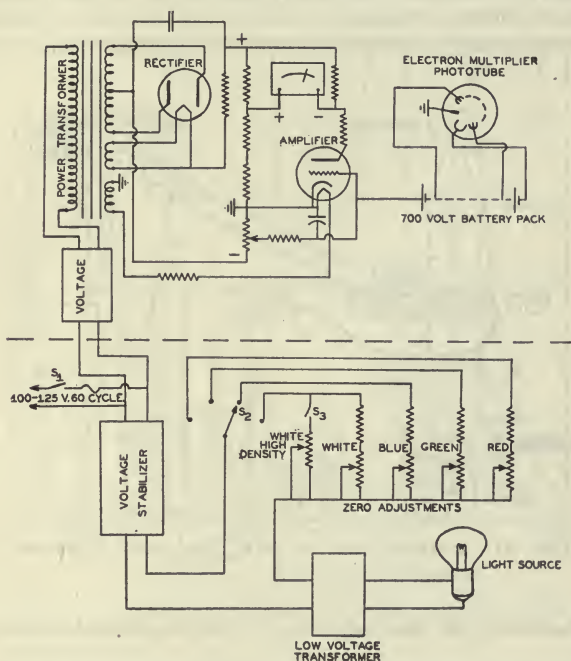 ELECTRON MULTIPLIER
PHOTOTUBE
RECTIFIER
POWER TRANSFORMER
+
+ -
AMPLIFIER
700 VOLT BATTERY PACK
-
VOLTAGE
S1
100-125 V. 60 CYCLE
S2
S3
WHITE
HIGH
DENSITY
WHITE
BLUE
GREEN
RED
VOLTAGE
STABILIZER
ZERO ADJUSTMENTS
LIGHT SOURCE
LOW VOLTAGE
TRANSFORMER